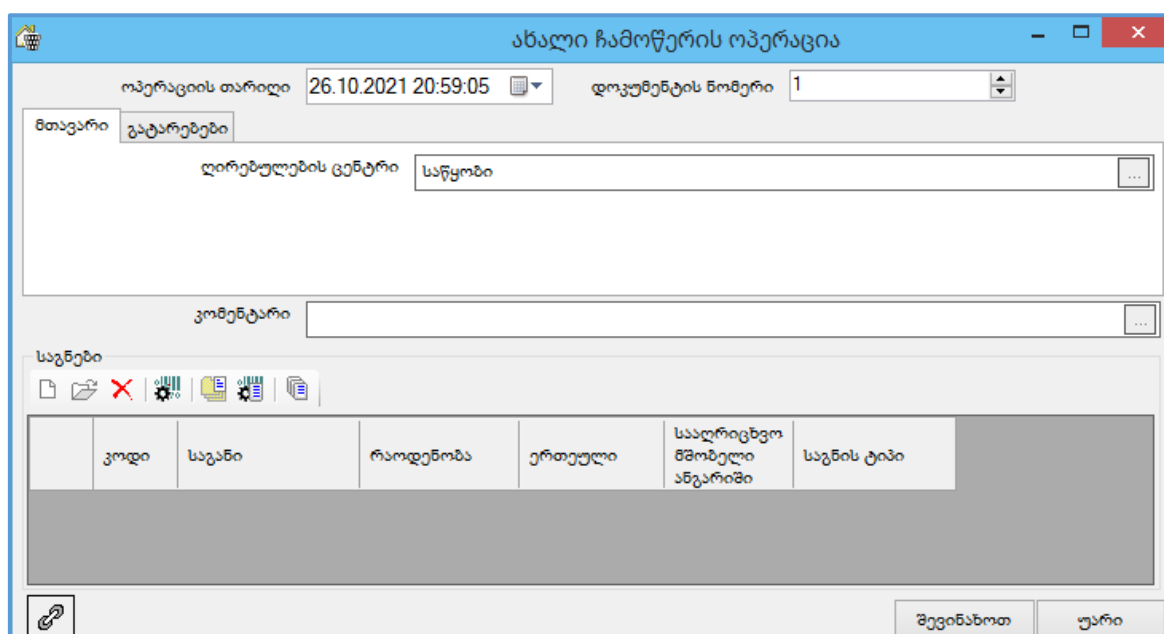 ახალი ჩამოწერის ოპერაცია
ოპერაციის თარიღი 26.10.2021 20:59:05 დოკუმენტის ნომერი 1
მთავარი გატარებები
ღირებულების ცენტრი საწყობი ...
კომენტარი ...
საგნები
კოდი საგანი რაოდენობა ერთეული სააღრიცხვო მშობელი ანგარიში საგნის ტიპი
შევინახოთ უარი